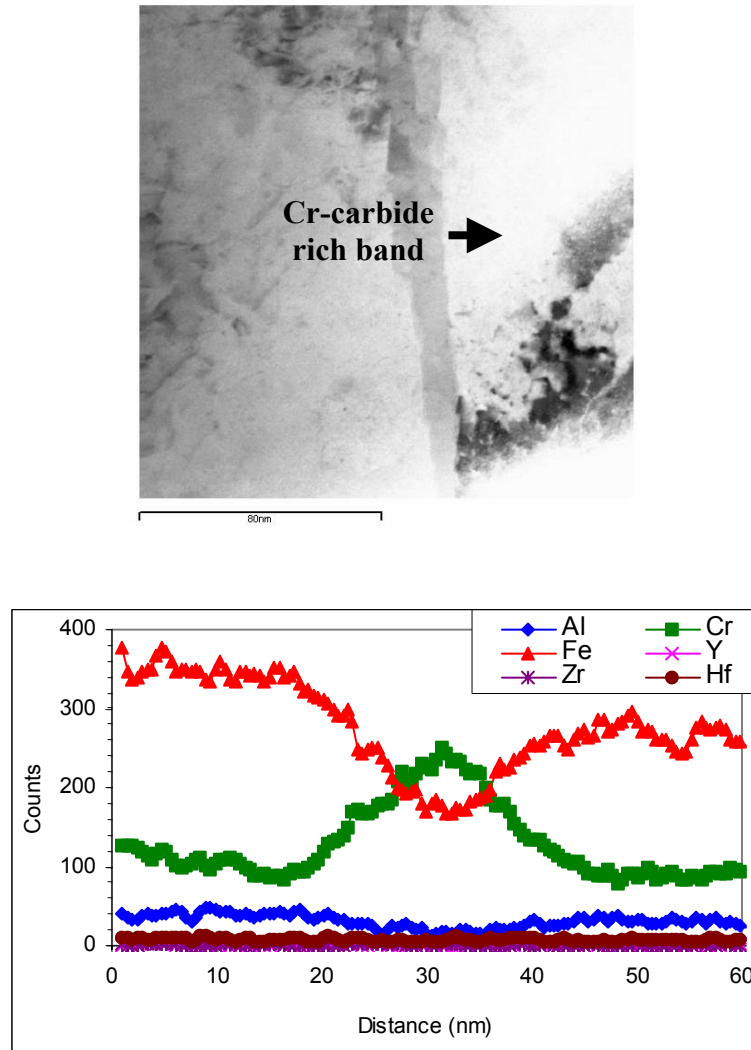 Cr-carbide
rich band
80nm
Al
Cr
Fe
Y
Zr
Hf
400
300
200
100
0
Counts
0
10
20
30
40
50
60
Distance (nm)